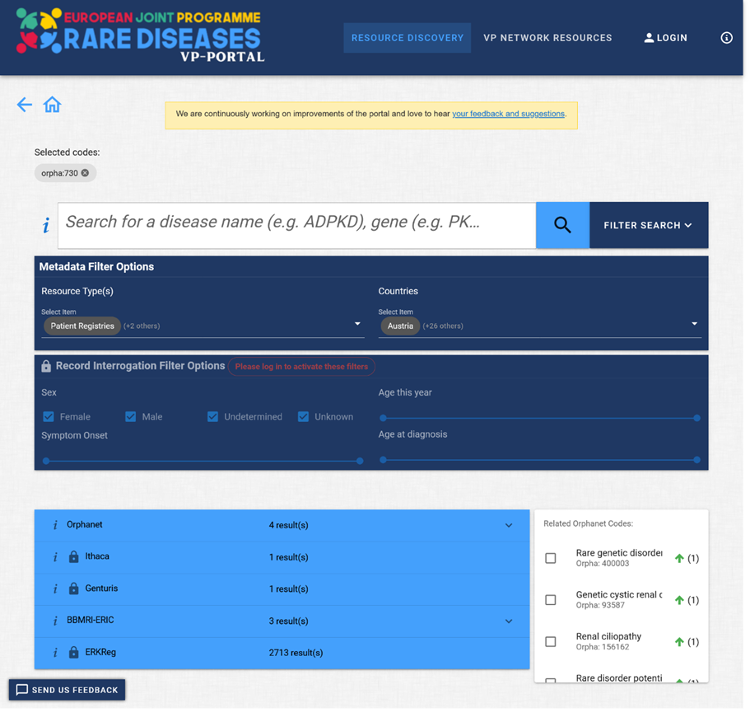 EUROPEAN JOINT PROGRAMME
RARE DISEASES
VP-PORTAL
RESOURCE DISCOVERY
VP NETWORK RESOURCES
LOGIN
We are continuously working on improvements of the portal and love to hear your feedback and suggestions.
Selected codes:
orpha:730
Search for a disease name (e.g. ADPKD), gene (e.g. PK...
FILTER SEARCH
Metadata Filter Options
Resource Type(s)
Countries
Select Item
Select Item
Patient Registries (+2 others)
Austria (+26 others)
Record Interrogation Filter Options Please log in to activate these filters
Sex
Age this year
Female Male Undetermined Unknown
Symptom Onset
Age at diagnosis
Orphanet 4 result(s)
Ithaca 1 result(s)
Genturis 1 result(s)
BBMRI-ERIC 3 result(s)
ERKReg 2713 result(s)
Related Orphanet Codes:
Rare genetic disorder (1)
Orpha: 400003
Genetic cystic renal (1)
Orpha: 93587
Renal ciliopathy (1)
Orpha: 156162
Rare disorder potenti
SEND US FEEDBACK